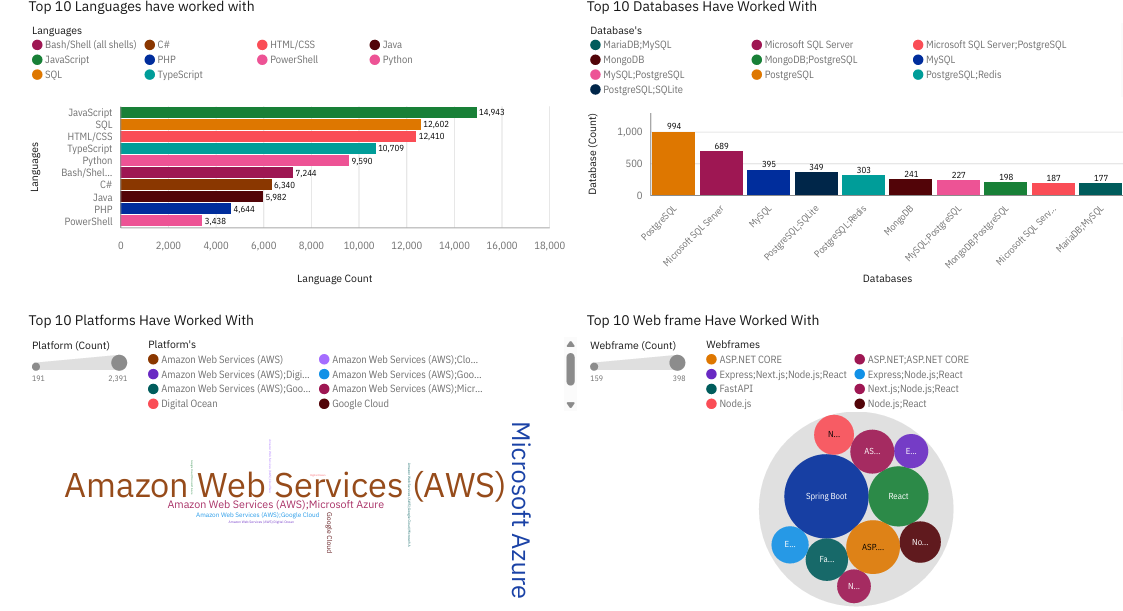 Top 10 Languages have worked with
Languages
Bash/Shell (all shells) C# HTML/CSS Java
JavaScript PHP PowerShell Python
SQL TypeScript
JavaScript 14,943
SQL 12,602
HTML/CSS 12,410
TypeScript 10,709
Python 9,590
Bash/Shel... 7,244
C# 6,340
Java 5,982
PHP 4,644
PowerShell 3,438
Languages
0 2,000 4,000 6,000 8,000 10,000 12,000 14,000 16,000 18,000
Language Count
Top 10 Databases Have Worked With
Database's
MariaDB;MySQL Microsoft SQL Server Microsoft SQL Server;PostgreSQL
MongoDB MongoDB;PostgreSQL MySQL
MySQL;PostgreSQL PostgreSQL PostgreSQL;Redis
PostgreSQL;SQLite
Database (Count)
1,000
500
0
994 689 395 349 303 241 227 198 187 177
PostgreSQL
Microsoft SQL Server
MySQL
PostgreSQL;SQLite
PostgreSQL;Redis
MongoDB
MySQL;PostgreSQL
MongoDB;PostgreSQL
Microsoft SQL Serv...
MariaDB;MySQL
Databases
Top 10 Platforms Have Worked With
Platform (Count)
191 2,391
Platform's
Amazon Web Services (AWS) Amazon Web Services (AWS);Clo...
Amazon Web Services (AWS);Digi... Amazon Web Services (AWS);Goo...
Amazon Web Services (AWS);Goo... Amazon Web Services (AWS);Micr...
Digital Ocean Google Cloud
Amazon Web Services (AWS)
Amazon Web Services (AWS);Microsoft Azure
Amazon Web Services (AWS);Google Cloud
Amazon Web Services (AWS);Digital Ocean
Google Cloud
Microsoft Azure
Top 10 Web frame Have Worked With
Webframe (Count)
159 398
Webframes
ASP.NET CORE ASP.NET;ASP.NET CORE
Express;Next.js;Node.js;React Express;Node.js;React
FastAPI Next.js;Node.js;React
Node.js Node.js;React
N...
AS...
E...
Spring Boot
React
E...
Fa...
ASP....
No...
N...